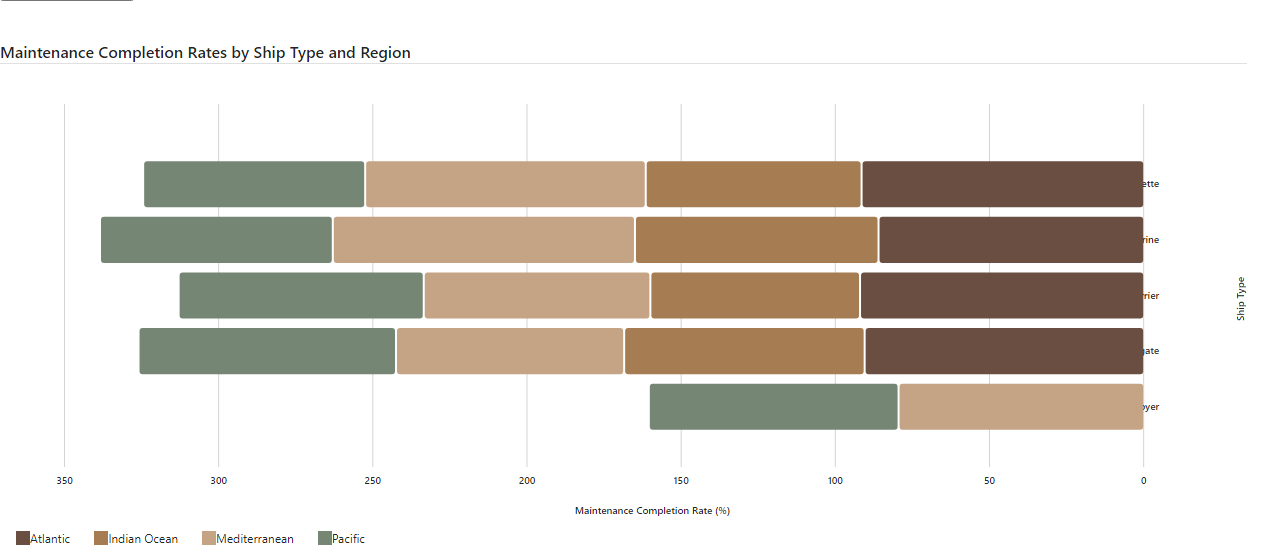 Maintenance Completion Rates by Ship Type and Region
ette
rine
rier
gate
oyer
Ship Type
350 300 250 200 150 100 50 0
Maintenance Completion Rate (%)
Atlantic Indian Ocean Mediterranean Pacific